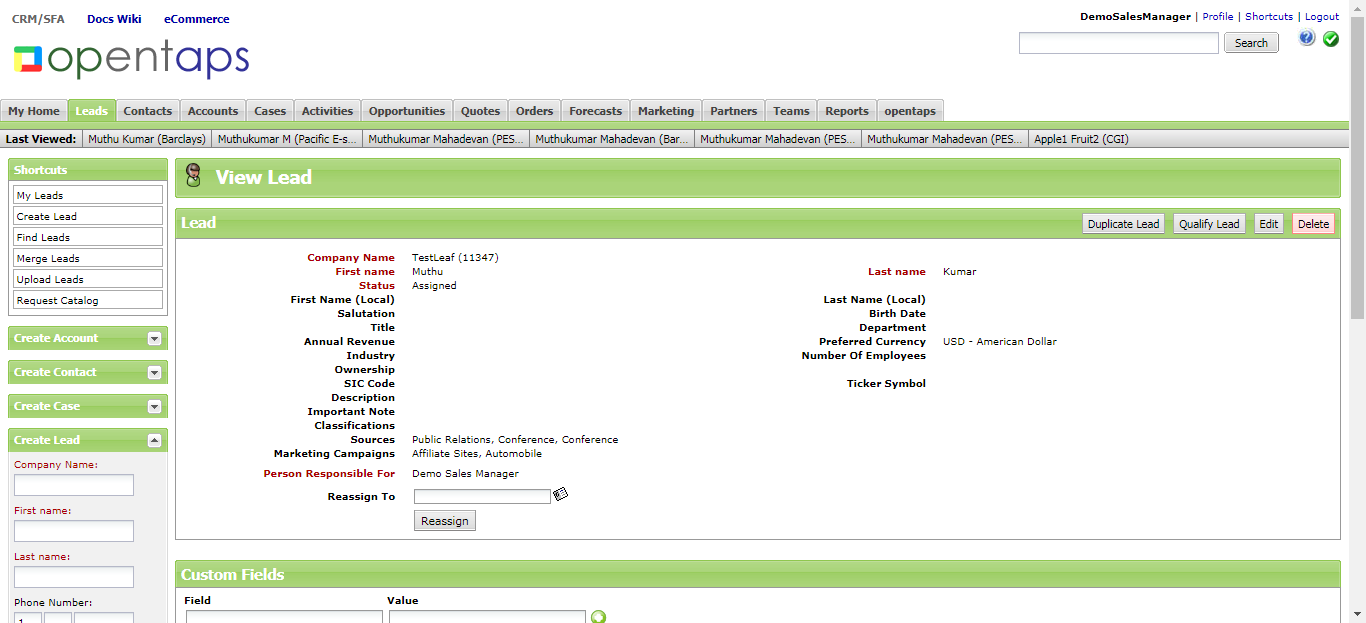 CRM/SFA Docs Wiki eCommerce
DemoSalesManager | Profile | Shortcuts | Logout
opentaps
Search
My Home Leads Contacts Accounts Cases Activities Opportunities Quotes Orders Forecasts Marketing Partners Teams Reports opentaps
Last Viewed: Muthu Kumar (Barclays) Muthukumar M (Pacific E-s... Muthukumar Mahadevan (PES... Muthukumar Mahadevan (Bar... Muthukumar Mahadevan (PES... Muthukumar Mahadevan (PES... Apple1 Fruit2 (CGI)
Shortcuts
My Leads
Create Lead
Find Leads
Merge Leads
Upload Leads
Request Catalog
Create Account
Create Contact
Create Case
Create Lead
Company Name:
First name:
Last name:
Phone Number:
1
View Lead
Lead Duplicate Lead Qualify Lead Edit Delete
Company Name TestLeaf (11347)
First name Muthu Last name Kumar
Status Assigned
First Name (Local) Last Name (Local)
Salutation Birth Date
Title Department
Annual Revenue Preferred Currency USD - American Dollar
Industry Number Of Employees
Ownership
SIC Code Ticker Symbol
Description
Important Note
Classifications
Sources Public Relations, Conference, Conference
Marketing Campaigns Affiliate Sites, Automobile
Person Responsible For Demo Sales Manager
Reassign To
Reassign
Custom Fields
Field Value